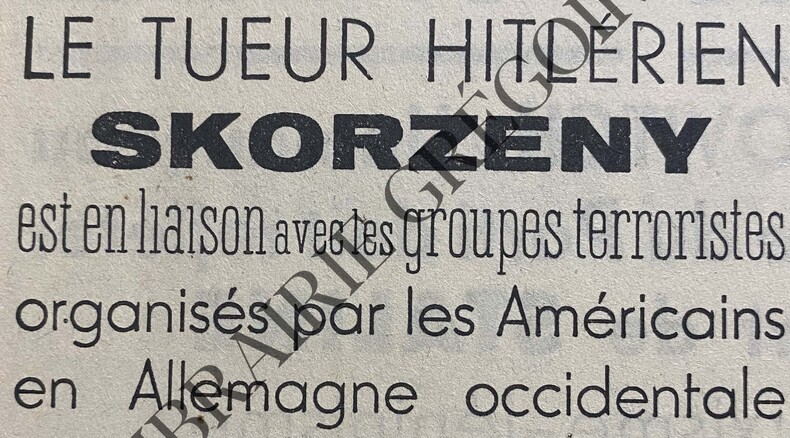 LE TUEUR HITLÉRIEN
SKORZENY
est en liaison avec les groupes terroristes
organisés par les Américains
en Allemagne occidentale